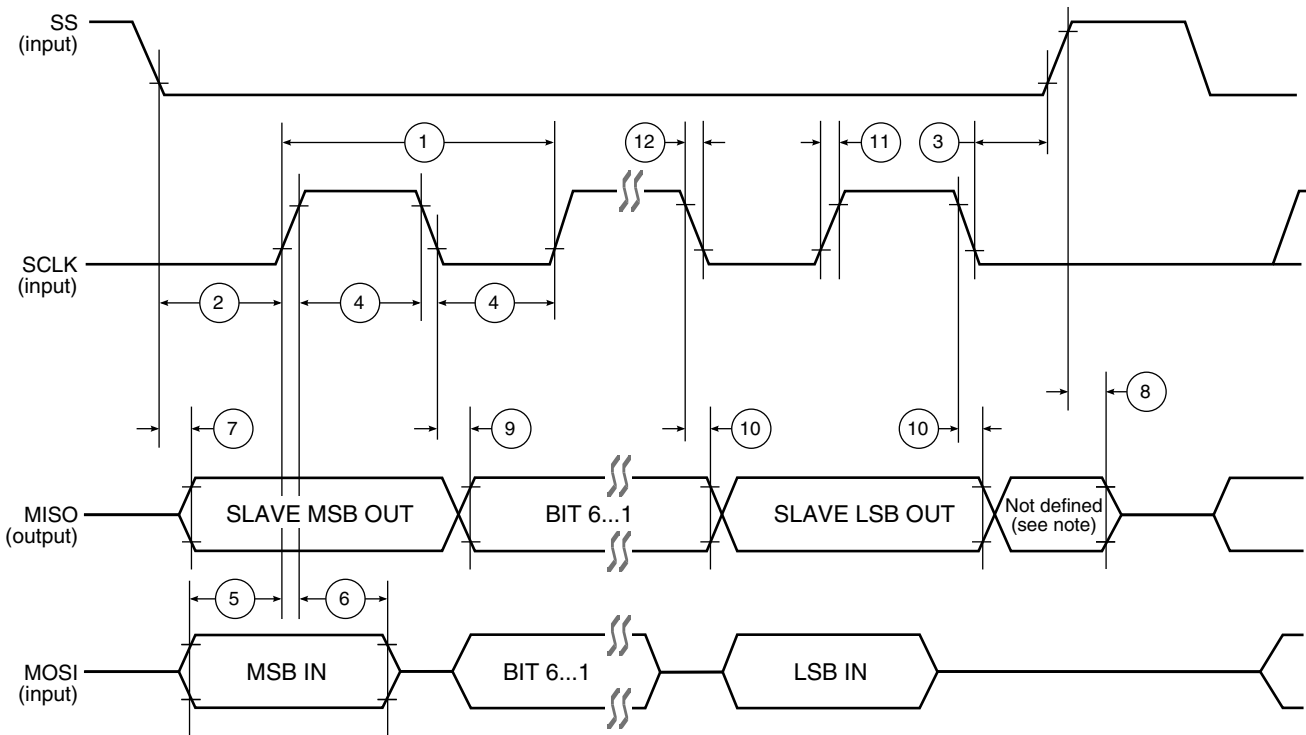 SS
(input)
12
11
3
1
SCLK
(input)
2
4
4
8
7
9
10
10
MISO
(output)
SLAVE MSB OUT
BIT 6...1
SLAVE LSB OUT
Not defined
(see note)
5
6
MOSI
(input)
MSB IN
BIT 6...1
LSB IN